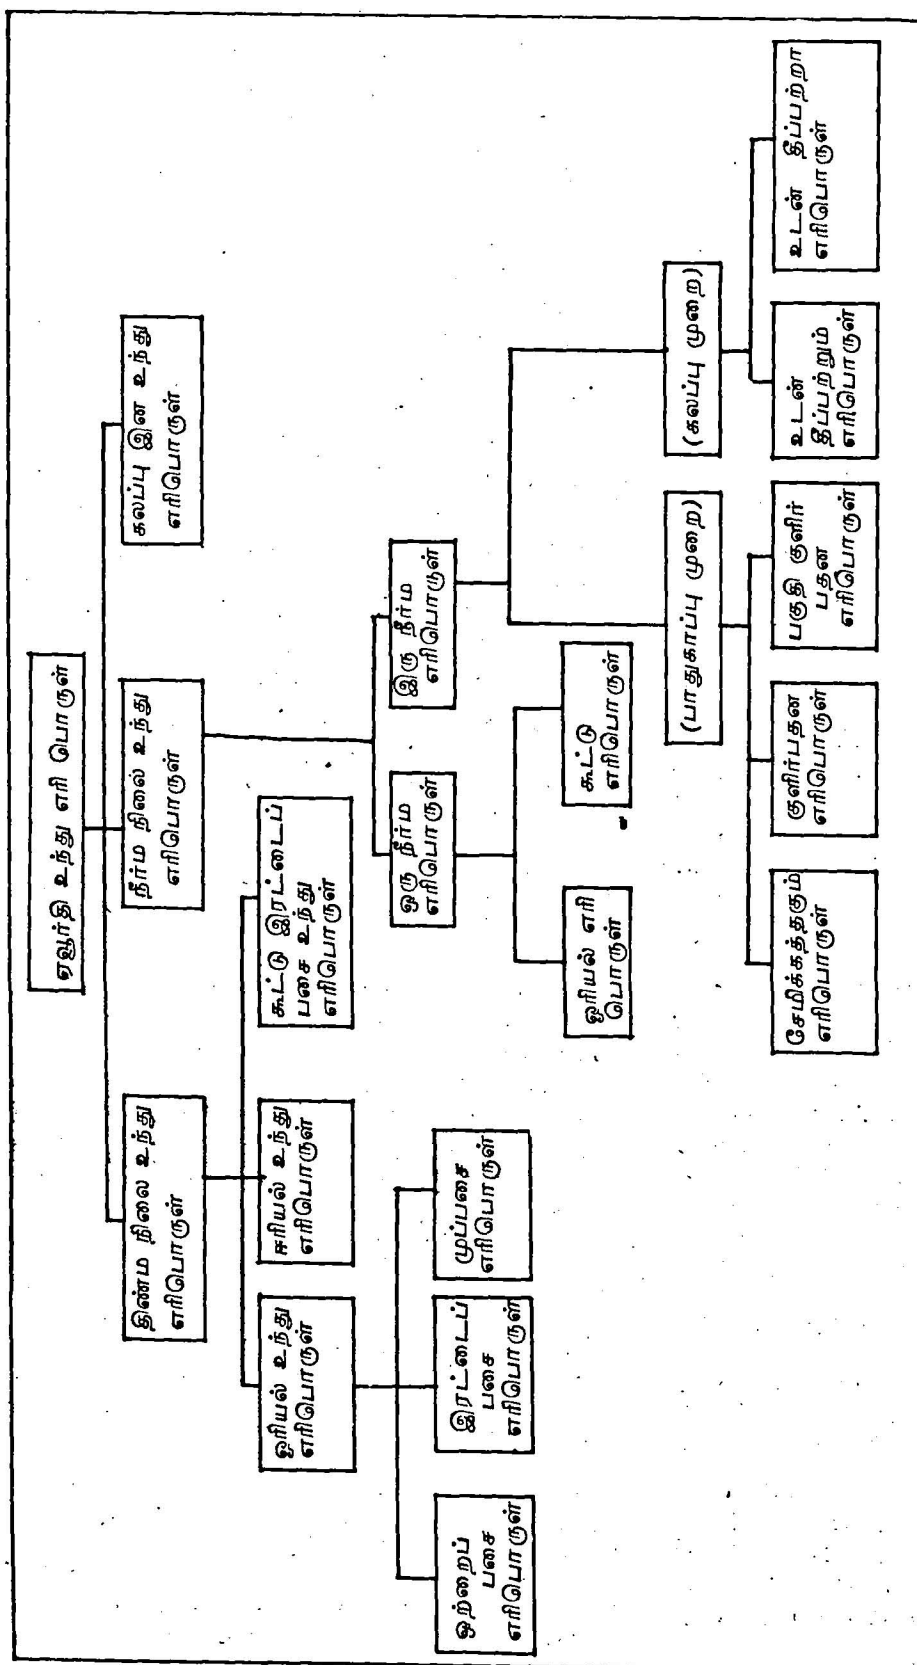 ஏவூர்தி உந்து எரி பொருள்
திண்ம நிலை உந்து
எரிபொருள்
நீர்ம நிலை உந்து
எரிபொருள்
கலப்பு இன உந்து
எரிபொருள்
ஓரியல் உந்து
எரிபொருள்
ஈரியல் உந்து
எரிபொருள்
கூட்டு இரட்டைப்
பசை உந்து
எரிபொருள்
ஒரு நீர்ம
எரிபொருள்
இரு நீர்ம
எரிபொருள்
ஒற்றைப்
பசை
எரிபொருள்
இரட்டைப்
பசை
எரிபொருள்
முப்பசை
எரிபொருள்
ஓரியல் எரி
பொருள்
கூட்டு
எரிபொருள்
(பாதுகாப்பு முறை)
(கலப்பு முறை)
சேமிக்கத்தகும்
எரிபொருள்
குளிர்பதன
எரிபொருள்
பகுதி குளிர்
பதன
எரிபொருள்
உடன்
தீப்பற்றும்
எரிபொருள்
உடன் தீப்பற்றா
எரிபொருள்